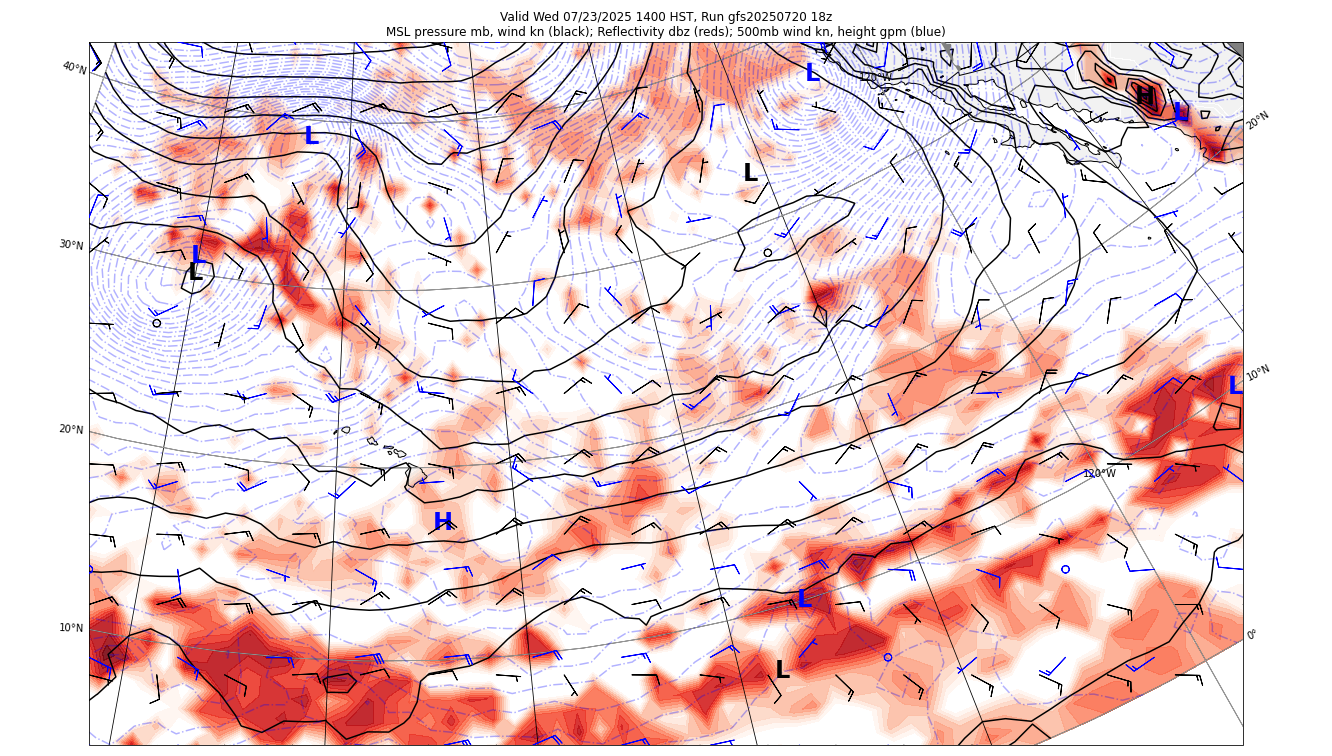 Valid Wed 07/23/2025 1400 HST, Run gfs20250720 18z
MSL pressure mb, wind kn (black); Reflectivity dbz (reds); 500mb wind kn, height gpm (blue)
40°N
L
120°W
H
L
20°N
L
L
30°N
L
L
10°N
L
20°N
120°W
H
L
10°N
0°
L